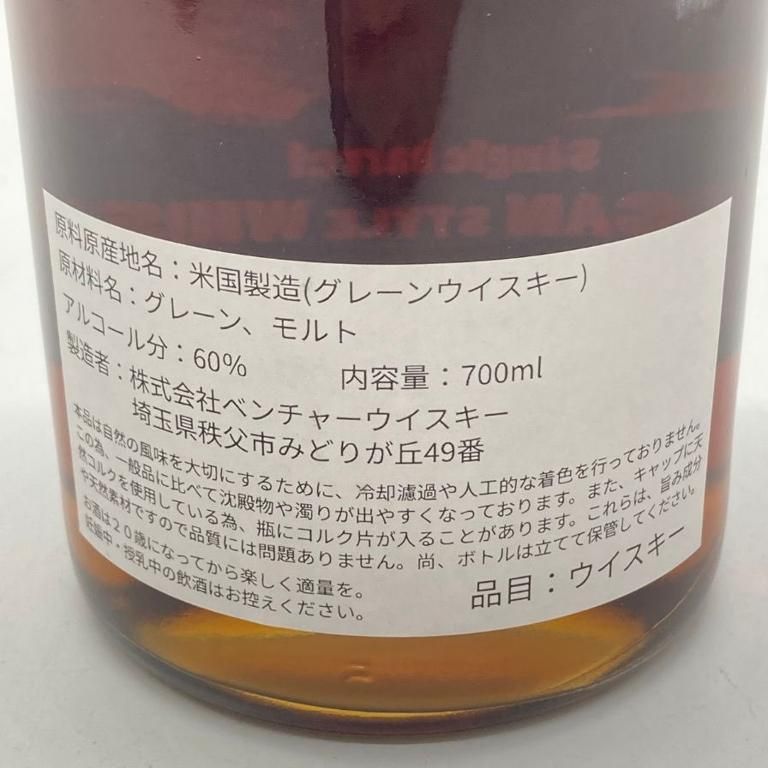 Single barrel
CAN STYLE WHIS
原料原産地名：米国製造(グレーンウイスキー)
原材料名：グレーン、モルト
アルコール分：60%　内容量：700ml
製造者：株式会社ベンチャーウイスキー
埼玉県秩父市みどりが丘49番
本品は自然の風味を大切にするために、冷却濾過や人工的な着色を行っておりません。
この為、一般品に比べて沈殿物や濁りが出やすくなっております。また、キャップに天
然コルクを使用している為、瓶にコルク片が入ることがあります。これらは、旨み成分
や天然素材ですので品質には問題ありません。尚、ボトルは立てて保管してください。
お酒は20歳になってから楽しく適量を。
妊娠中・授乳中の飲酒はお控えください。
品目：ウイスキー